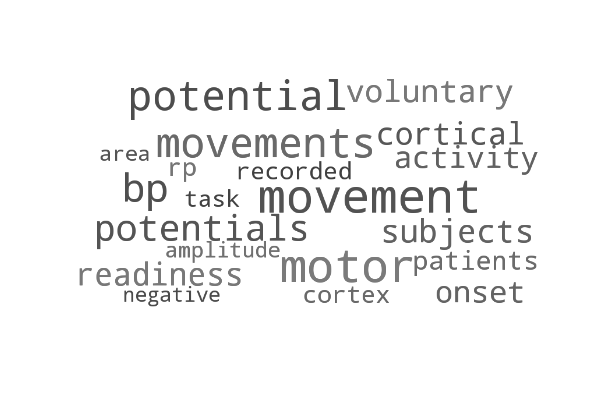 potential voluntary
movements cortical
area rp recorded activity
bp task movement
potentials subjects
amplitude motor patients
readiness
negative cortex onset